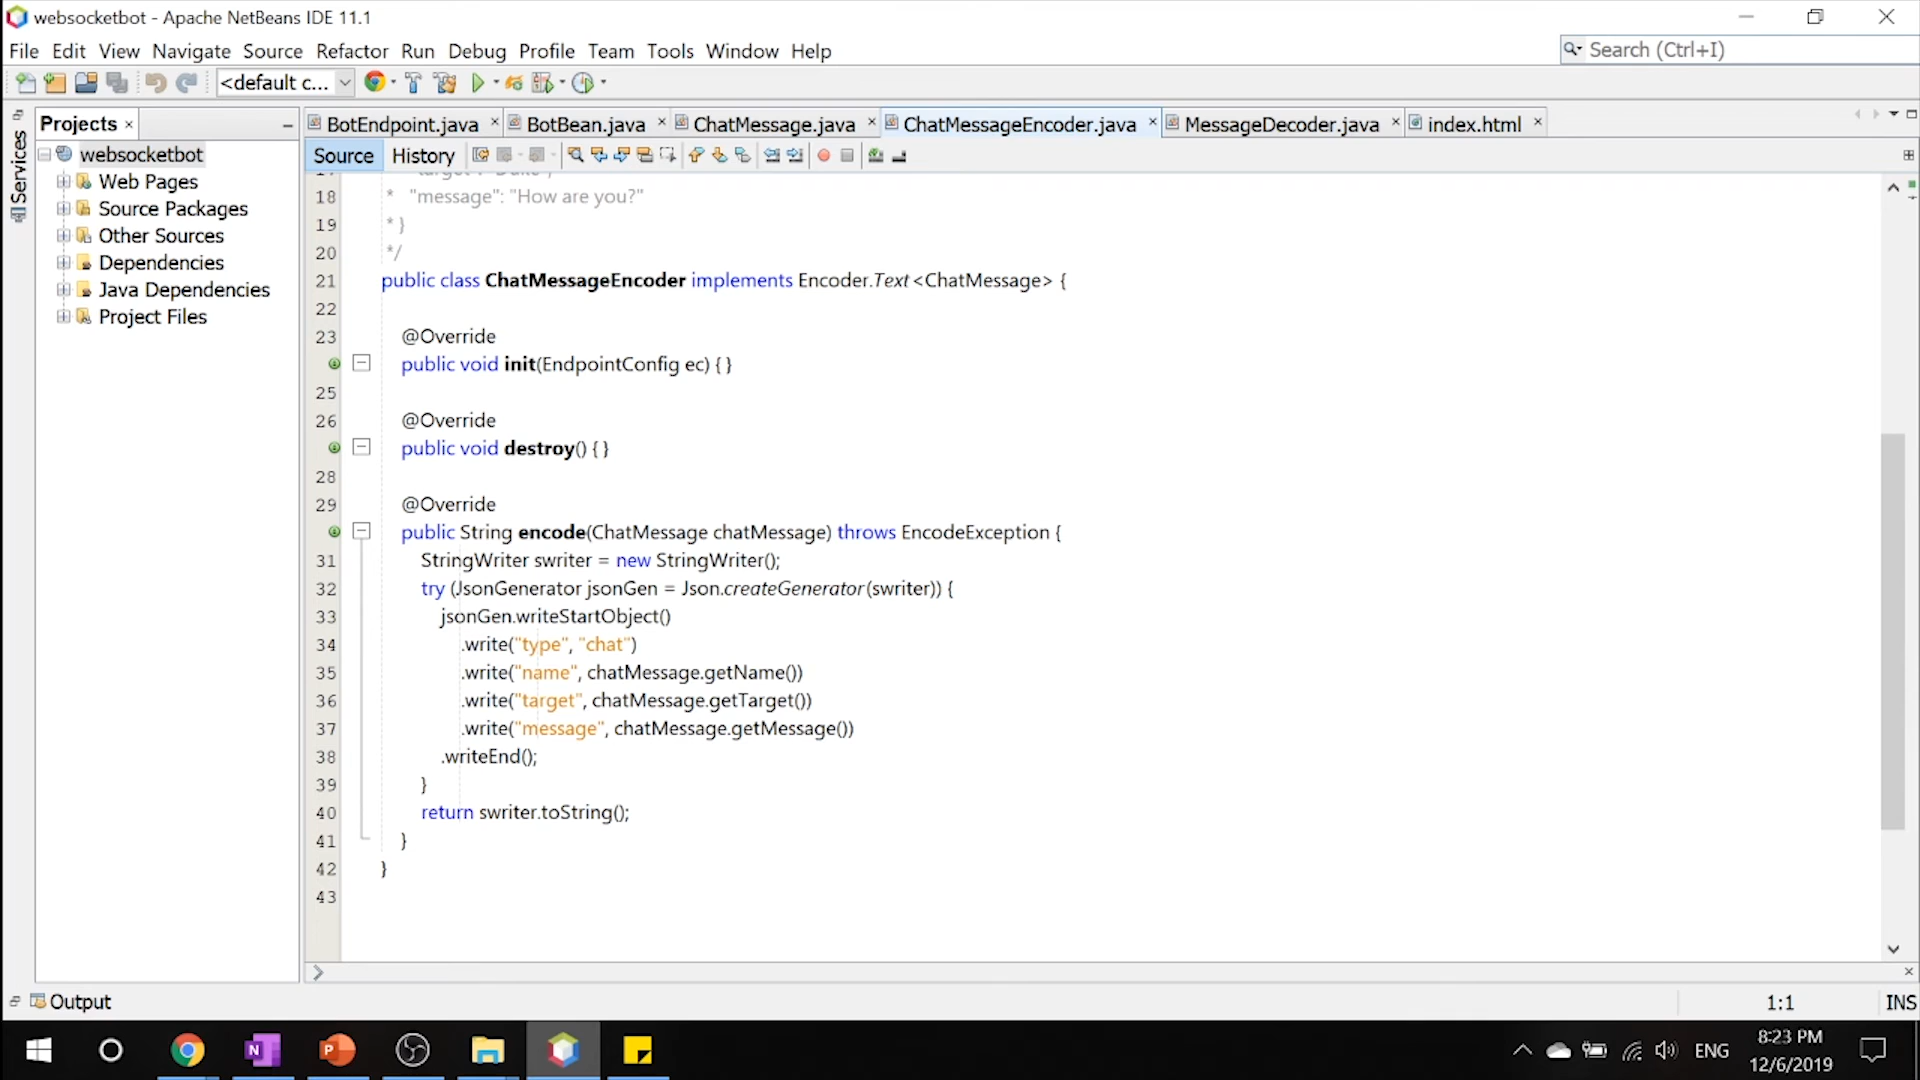 websocketbot - Apache NetBeans IDE 11.1
File Edit View Navigate Source Refactor Run Debug Profile Team Tools Window Help
Search (Ctrl+I)
<default c...
Projects
BotEndpoint.java
BotBean.java
ChatMessage.java
ChatMessageEncoder.java
MessageDecoder.java
index.html
Services
Source History
websocketbot
Web Pages
Source Packages
Other Sources
Dependencies
Java Dependencies
Project Files
18 * "message": "How are you?"
19 * }
20 */
21 public class ChatMessageEncoder implements Encoder.Text<ChatMessage> {
22
23 @Override
public void init(EndpointConfig ec) { }
25
26 @Override
public void destroy() { }
28
29 @Override
public String encode(ChatMessage chatMessage) throws EncodeException {
31 StringWriter swriter = new StringWriter();
32 try (JsonGenerator jsonGen = Json.createGenerator(swriter)) {
33 jsonGen.writeStartObject()
34 .write("type", "chat")
35 .write("name", chatMessage.getName())
36 .write("target", chatMessage.getTarget())
37 .write("message", chatMessage.getMessage())
38 .writeEnd();
39 }
40 return swriter.toString();
41 }
42 }
43
Output
1:1 INS
N P ENG
8:23 PM
12/6/2019